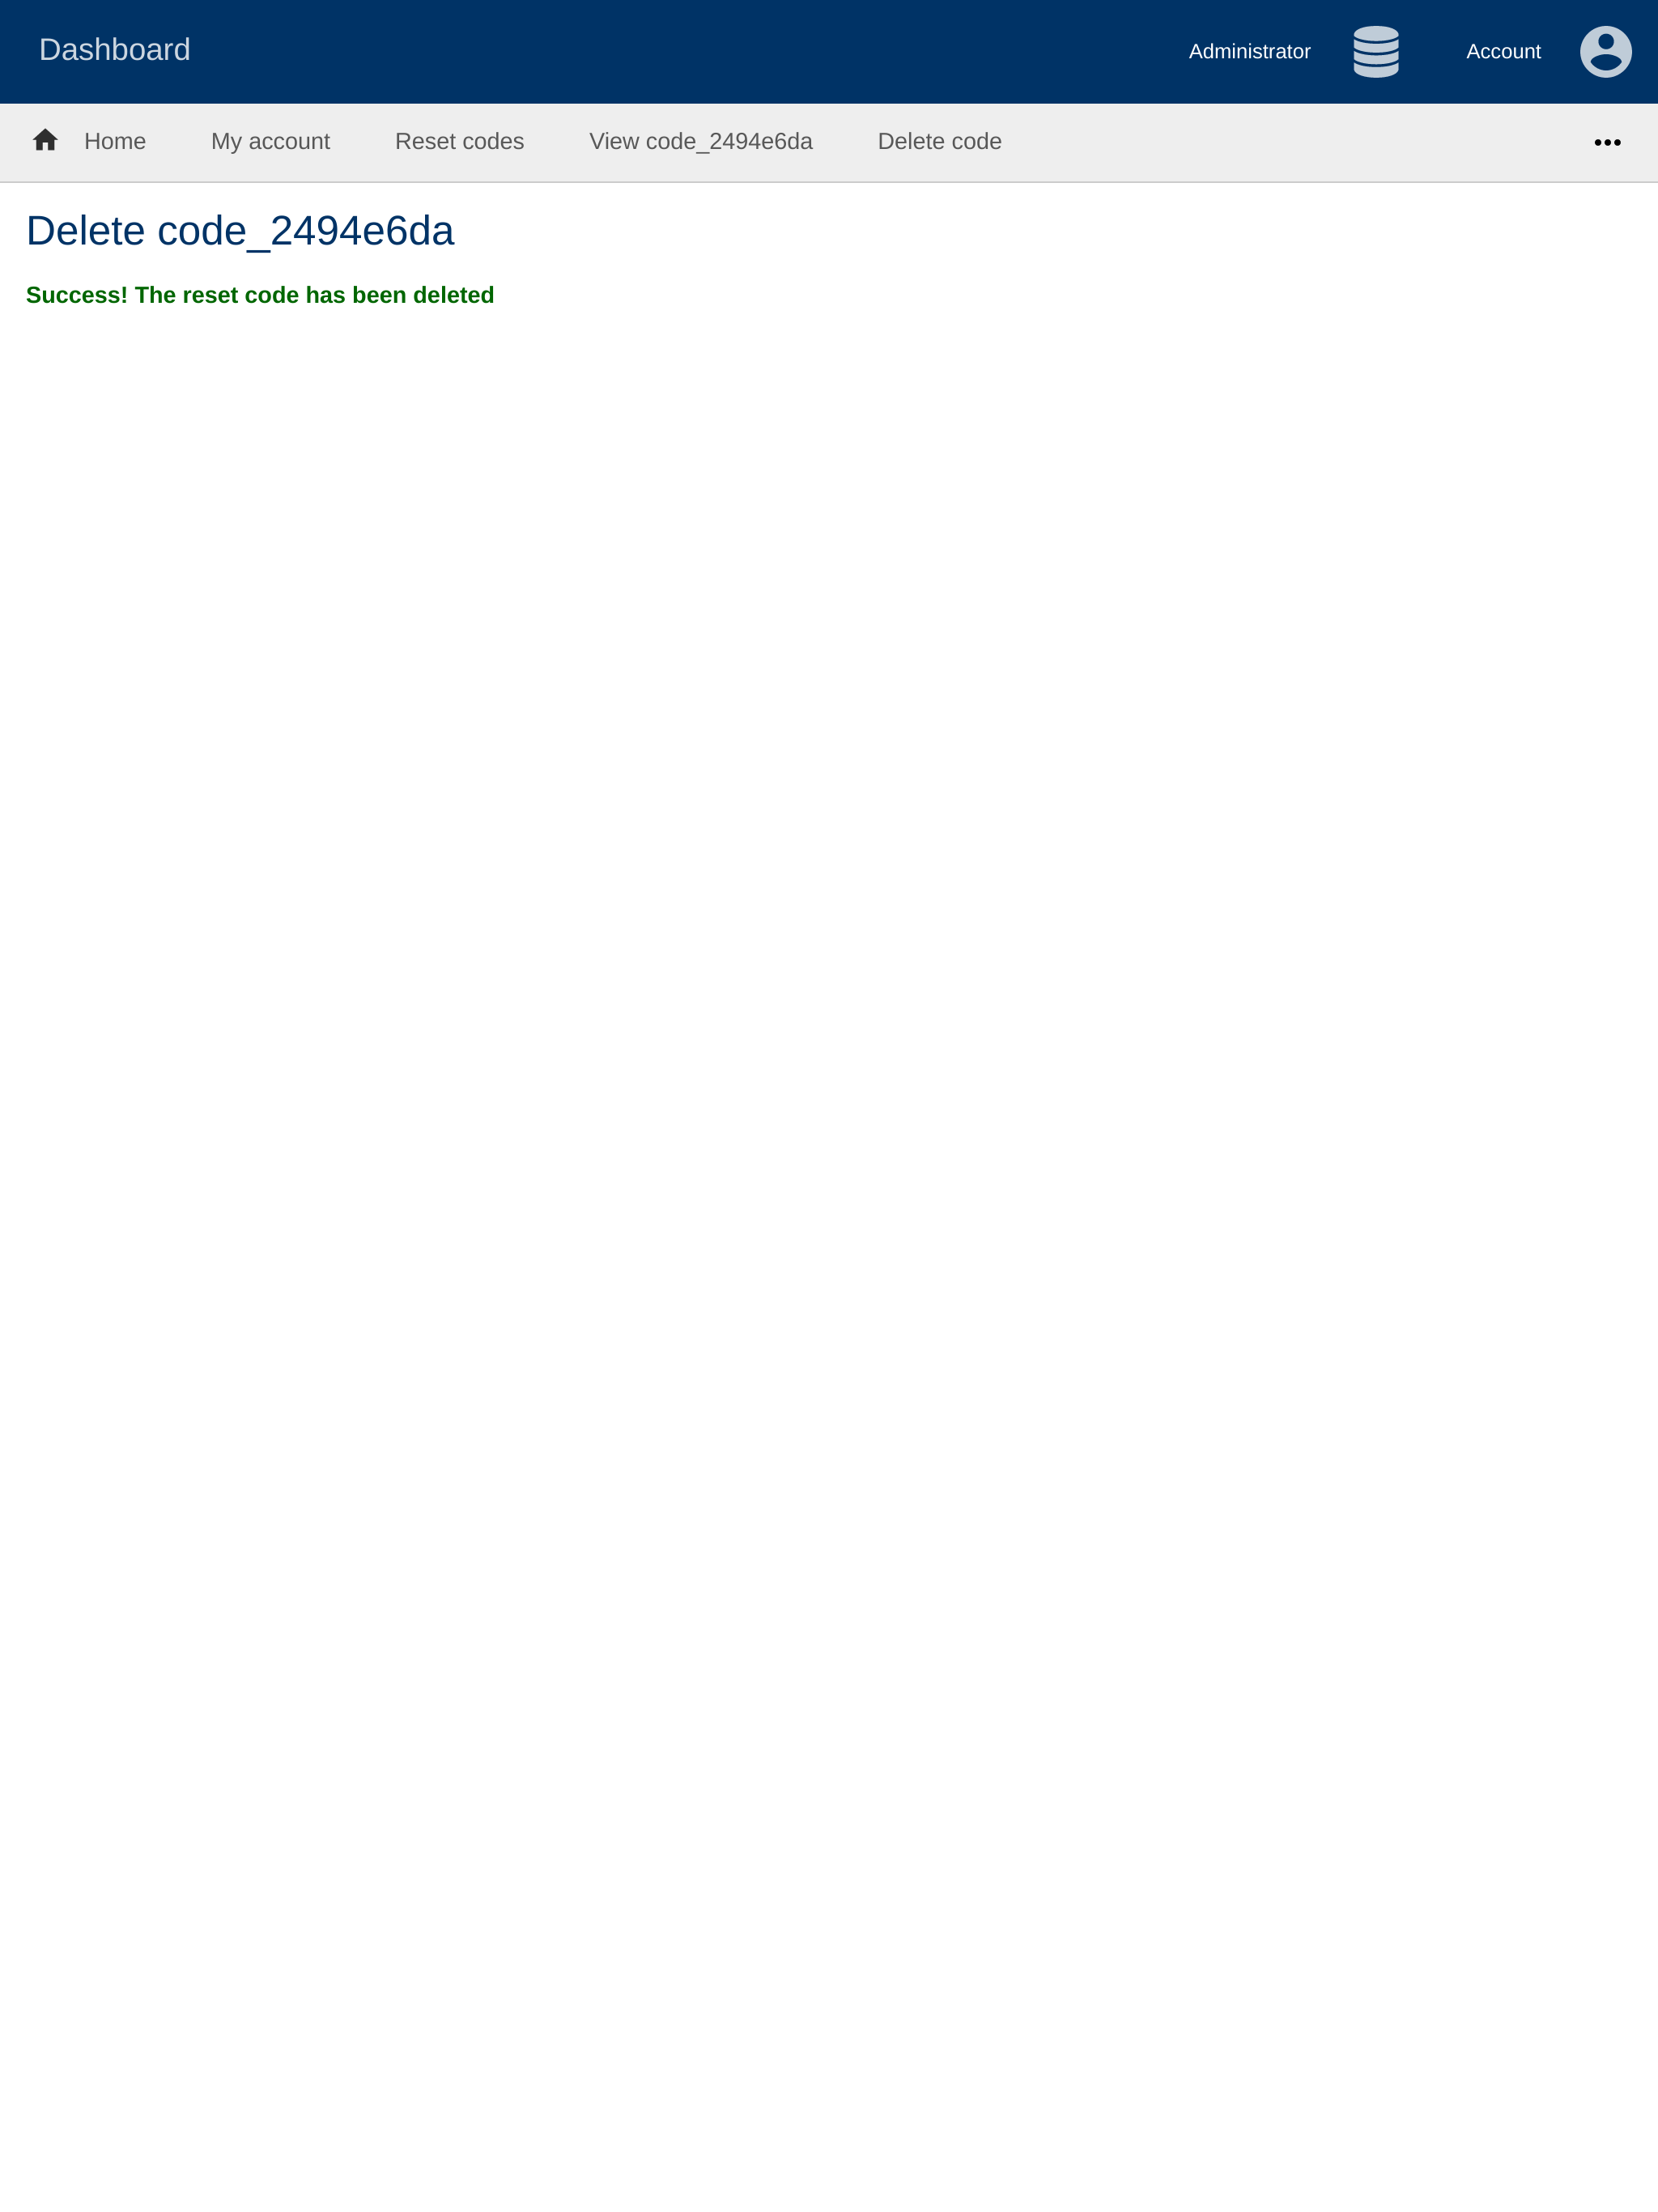 Dashboard
Administrator
Account
Home
My account
Reset codes
View code_2494e6da
Delete code
Delete code_2494e6da
Success! The reset code has been deleted